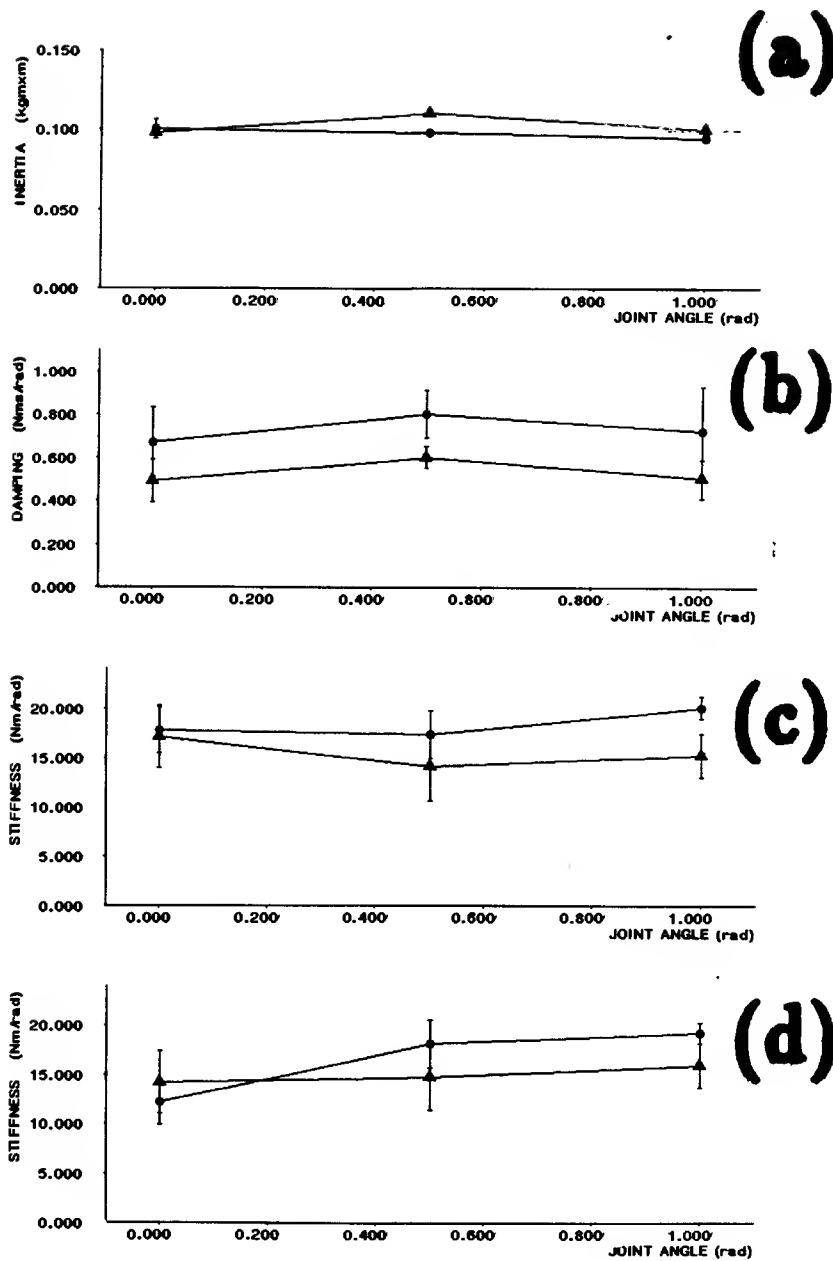 (a)
INERTIA (kgmxm)
0.150
0.100
0.050
0.000
0.000 0.200 0.400 0.600 0.800 1.000
JOINT ANGLE (rad)
(b)
DAMPING (Nms/rad)
1.000
0.800
0.600
0.400
0.200
0.000
0.000 0.200 0.400 0.600 0.800 1.000
JOINT ANGLE (rad)
(c)
STIFFNESS (Nm/rad)
20.000
15.000
10.000
5.000
0.000
0.000 0.200 0.400 0.600 0.800 1.000
JOINT ANGLE (rad)
(d)
STIFFNESS (Nm/rad)
20.000
15.000
10.000
5.000
0.000
0.000 0.200 0.400 0.600 0.800 1.000
JOINT ANGLE (rad)